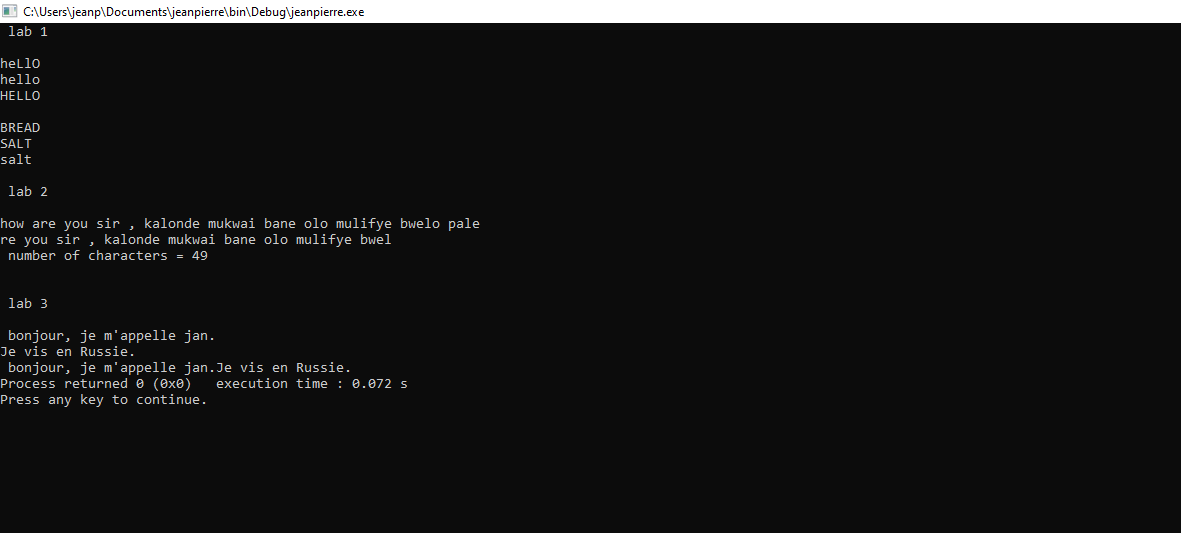 C:\Users\jeanp\Documents\jeanpierre\bin\Debug\jeanpierre.exe
lab 1
heLlO
hello
HELLO
BREAD
SALT
salt
lab 2
how are you sir , kalonde mukwai bane olo mulifye bwelo pale
re you sir , kalonde mukwai bane olo mulifye bwel
number of characters = 49
lab 3
bonjour, je m'appelle jan.
Je vis en Russie.
bonjour, je m'appelle jan.Je vis en Russie.
Process returned 0 (0x0)   execution time : 0.072 s
Press any key to continue.